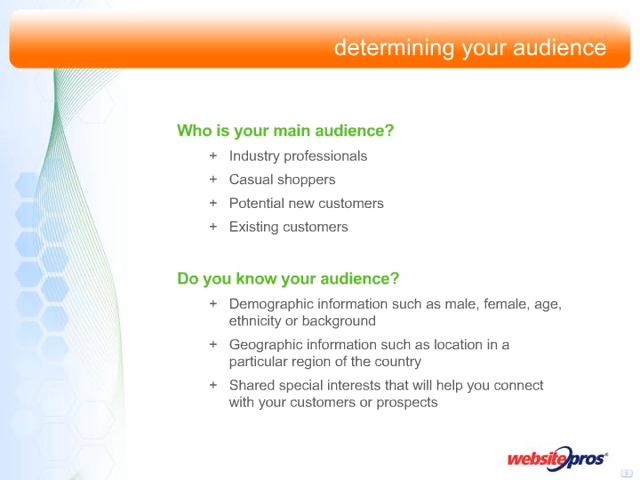 determining your audience
Who is your main audience?
+ Industry professionals
+ Casual shoppers
+ Potential new customers
+ Existing customers
Do you know your audience?
+ Demographic information such as male, female, age,
ethnicity or background
+ Geographic information such as location in a
particular region of the country
+ Shared special interests that will help you connect
with your customers or prospects
websitepros®